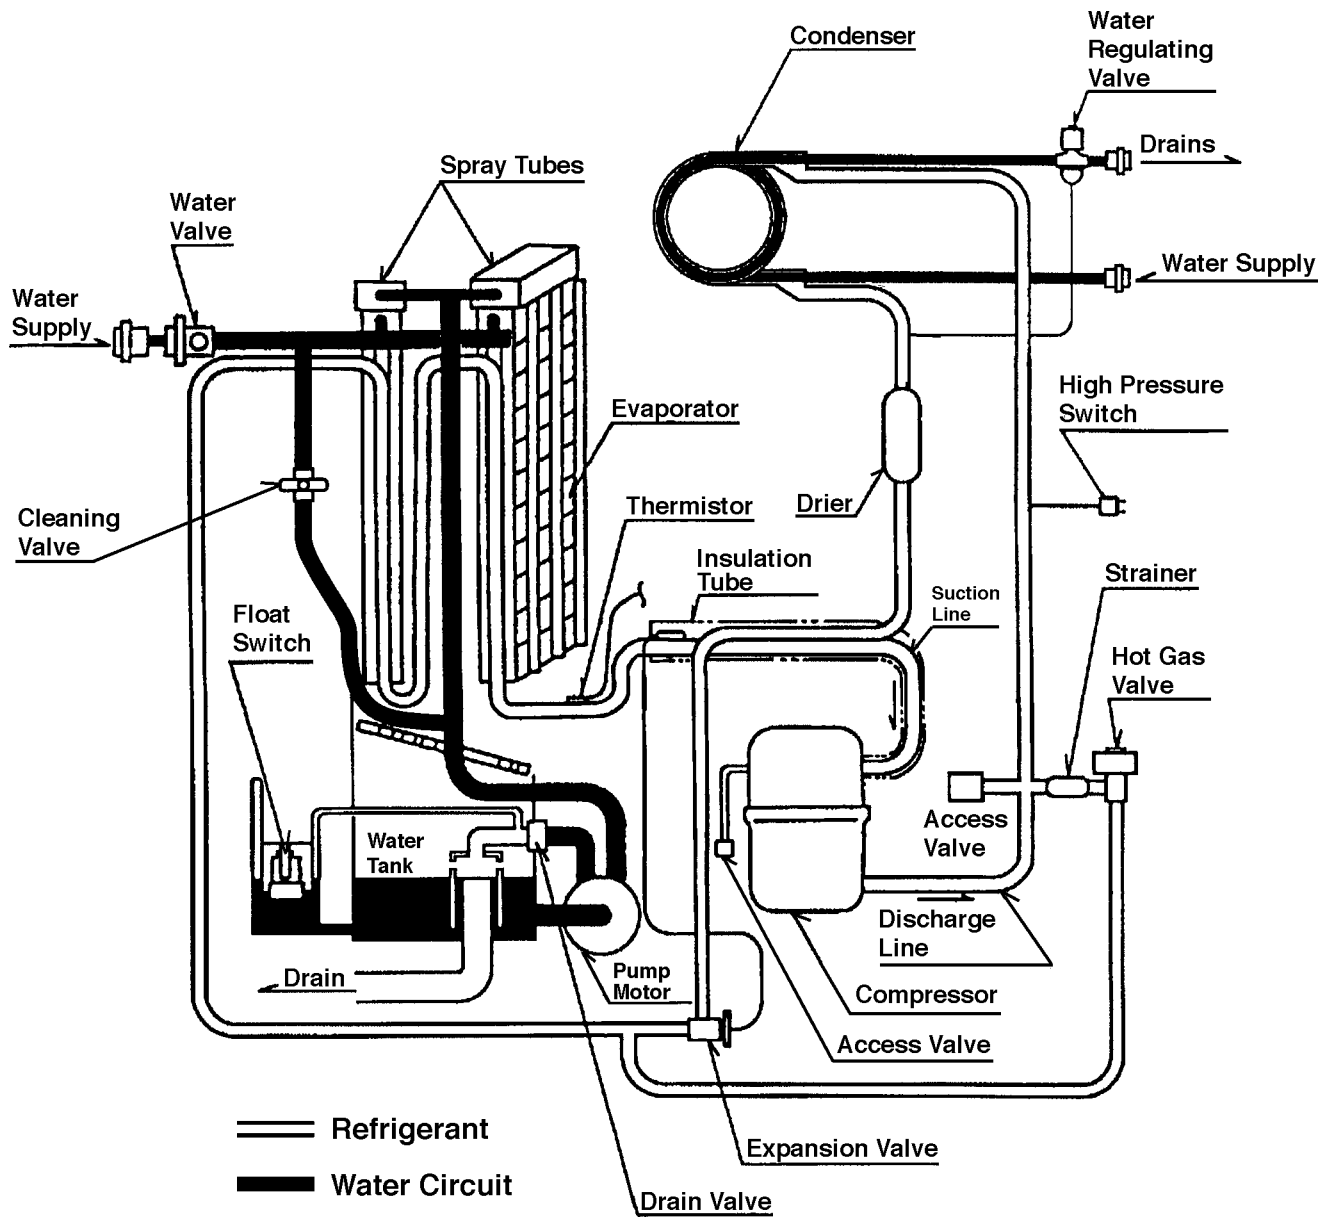 Water
Regulating
Valve
Condenser
Drains
Spray Tubes
Water
Valve
Water Supply
Water
Supply
High Pressure
Switch
Evaporator
Thermistor
Drier
Cleaning
Valve
Insulation
Tube
Strainer
Suction
Line
Float
Switch
Hot Gas
Valve
Water
Tank
Access
Valve
Discharge
Line
Drain
Pump
Motor
Compressor
Access Valve
Refrigerant
Expansion Valve
Water Circuit
Drain Valve